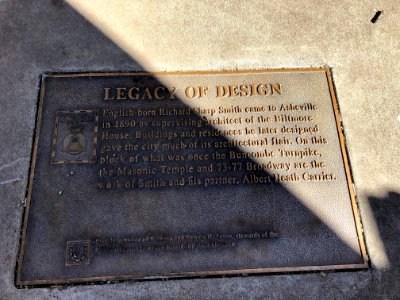 LEGACY OF DESIGN
English-born Richard Sharp Smith came to Asheville
in 1890 as supervising architect of the Biltmore
House. Buildings and residences he later designed
gave the city much of its architectural flair. On this
block of what was once the Buncombe Turnpike,
the Masonic Temple and 73-77 Broadway are the
work of Smith and his partner, Albert Heath Carrier.